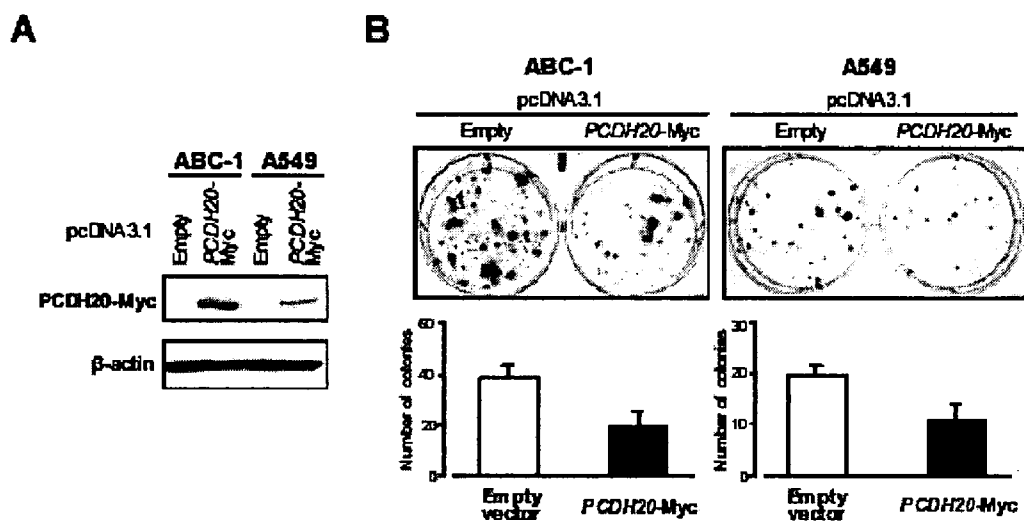 A
ABC-1 A549
pcDNA3.1
Empty
PCDH20-
Myc
Empty
PCDH20-
Myc
PCDH20-Myc
β-actin
B
ABC-1
pcDNA3.1
Empty PCDH20-Myc
A549
pcDNA3.1
Empty PCDH20-Myc
Number of colonies
60
40
20
0
Empty
vector
PCDH20-Myc
Number of colonies
30
20
10
0
Empty
vector
PCDH20-Myc